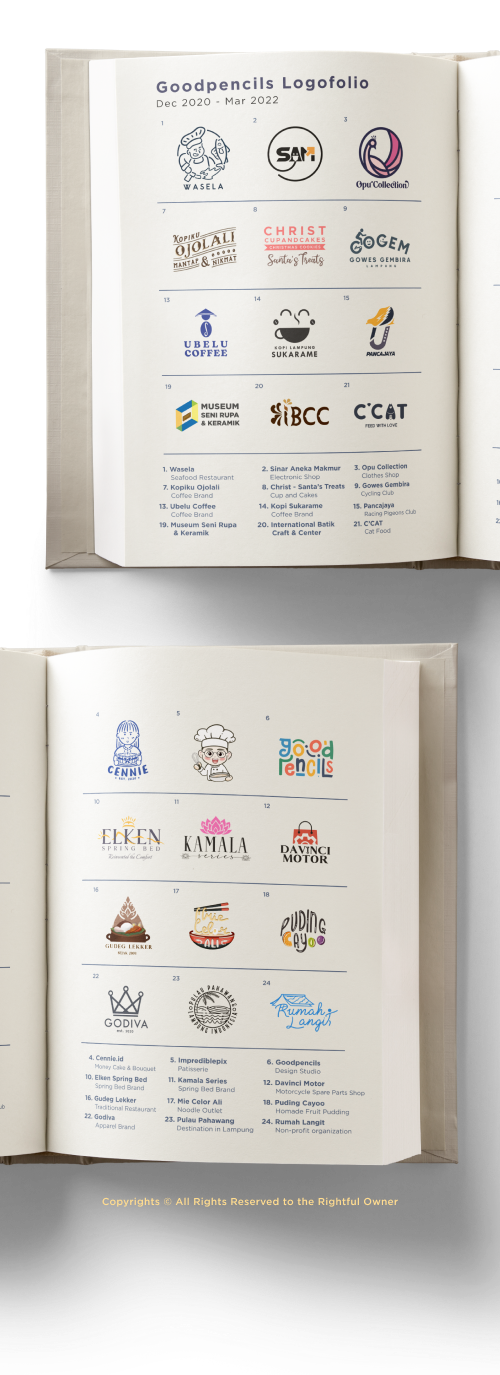 Goodpencils Logofolio
Dec 2020 - Mar 2022
1
2
3
WASELA
SAM
Opu Collection
7
8
9
KOPIKU
OJOLALI
MANTAP & NIKMAT
CHRIST
CUPANDCAKES
CHRISTMAS COOKIES
Santa's Treats
GOGEM
GOWES GEMBIRA
LAMPUNG
13
14
15
UBELU
COFFEE
KOPI LAMPUNG
SUKARAME
PANCAJAYA
19
20
21
MUSEUM
SENI RUPA
& KERAMIK
IBCC
C'CAT
FEED WITH LOVE
1. Wasela
Seafood Restaurant
2. Sinar Aneka Makmur
Electronic Shop
3. Opu Collection
Clothes Shop
7. Kopiku Ojolali
Coffee Brand
8. Christ - Santa's Treats
Cup and Cakes
9. Gowes Gembira
Cycling Club
13. Ubelu Coffee
Coffee Brand
14. Kopi Sukarame
Coffee Brand
15. Pancajaya
Racing Pigeons Club
19. Museum Seni Rupa
& Keramik
20. International Batik
Craft & Center
21. C'CAT
Cat Food
4
5
6
CENNIE
good
pencils
10
11
12
ELKEN
SPRING BED
Reinvented the Comfort
KAMALA
series
DAVINCI
MOTOR
16
17
18
GUDEG LEKKER
Mie
Celor
ALI
PUDING
CAYOO
22
23
24
GODIVA
PULAU PAHAWANG
LAMPUNG INDONESIA
Rumah
Langit
4. Cennie.id
Money Cake & Bouquet
5. Imprediblepix
Patisserie
6. Goodpencils
Design Studio
10. Elken Spring Bed
Spring Bed Brand
11. Kamala Series
Spring Bed Brand
12. Davinci Motor
Motorcycle Spare Parts Shop
16. Gudeg Lekker
Traditional Restaurant
17. Mie Celor Ali
Noodle Outlet
18. Puding Cayoo
Homade Fruit Pudding
22. Godiva
Apparel Brand
23. Pulau Pahawang
Destination in Lampung
24. Rumah Langit
Non-profit organization
Copyrights © All Rights Reserved to the Rightful Owner